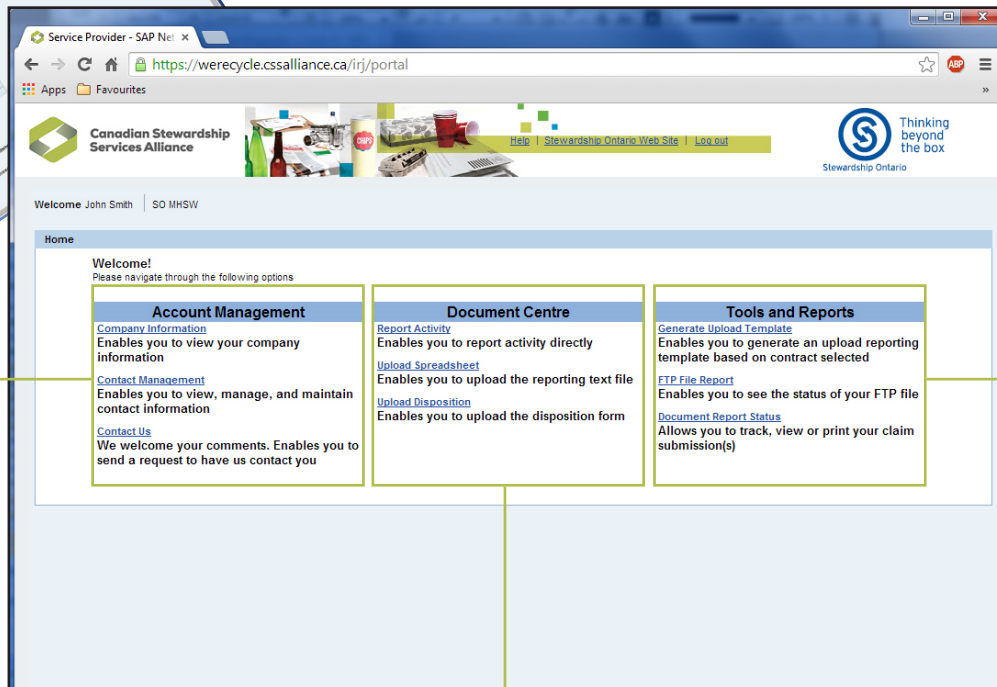 Service Provider - SAP Net
https://werecycle.cssalliance.ca/irj/portal
ABP
Apps Favourites
»
Canadian Stewardship
Services Alliance
CHIPS
Help | Stewardship Ontario Web Site | Log out
Thinking
beyond
the box
Stewardship Ontario
Welcome John Smith SO MHSW
Home
Welcome!
Please navigate through the following options
Account Management
Company Information
Enables you to view your company
information
Contact Management
Enables you to view, manage, and maintain
contact information
Contact Us
We welcome your comments. Enables you to
send a request to have us contact you
Document Centre
Report Activity
Enables you to report activity directly
Upload Spreadsheet
Enables you to upload the reporting text file
Upload Disposition
Enables you to upload the disposition form
Tools and Reports
Generate Upload Template
Enables you to generate an upload reporting
template based on contract selected
FTP File Report
Enables you to see the status of your FTP file
Document Report Status
Allows you to track, view or print your claim
submission(s)